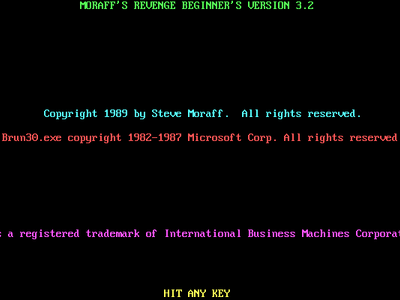 MORAFF'S REVENGE BEGINNER'S VERSION 3.2
Copyright 1989 by Steve Moraff. All rights reserved.
Brun30.exe copyright 1982-1987 Microsoft Corp. All rights reserved
a registered trademark of International Business Machines Corporat
HIT ANY KEY